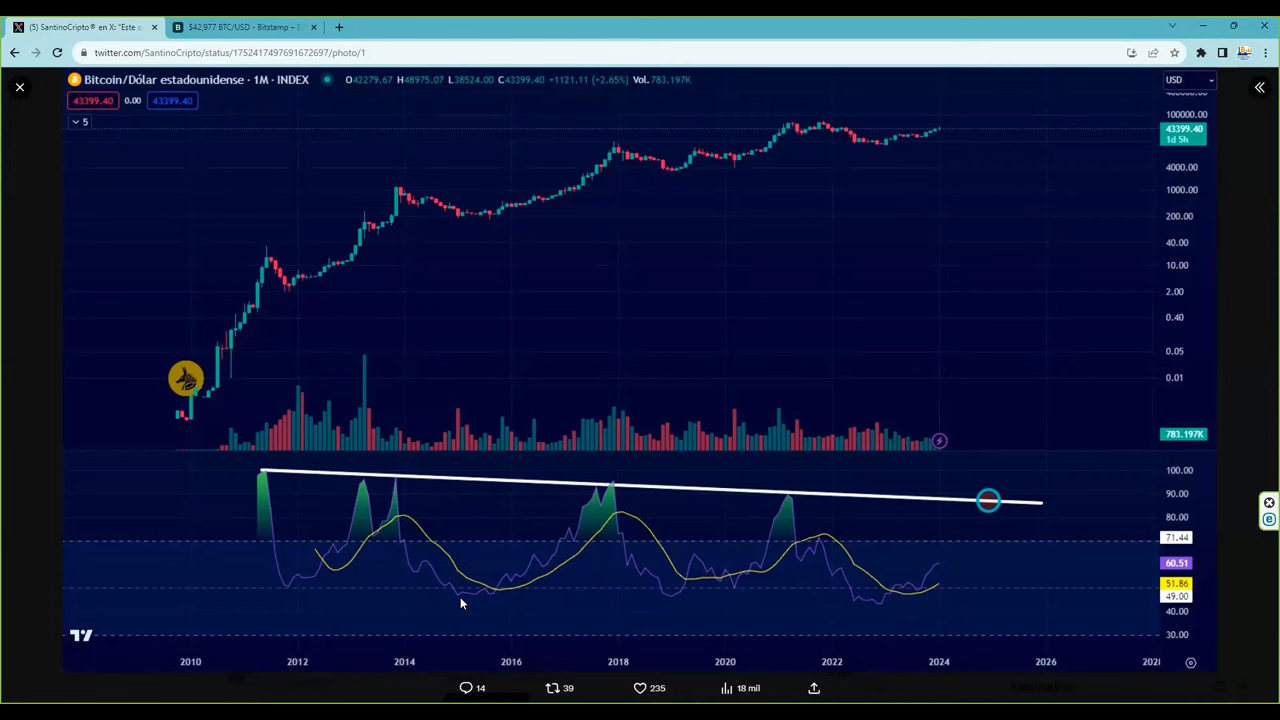 (5) SantinoCripto® en X: "Este e
$42,977 BTC/USD - Bitstamp –
twitter.com/SantinoCripto/status/1752417497691672697/photo/1
Bitcoin/Dólar estadounidense · 1M · INDEX O42279.67 H48975.07 L38524.00 C43399.40 +1121.11 (+2.65%) Vol.783.197K
USD
43399.40 0.00 43399.40
5
100000.00
43399.40
1d 5h
4000.00
1000.00
200.00
40.00
10.00
2.00
0.40
0.05
0.01
783.197K
100.00
90.00
80.00
71.44
60.51
51.86
49.00
40.00
30.00
2010 2012 2014 2016 2018 2020 2022 2024 2026 202
14 39 235 18 mil